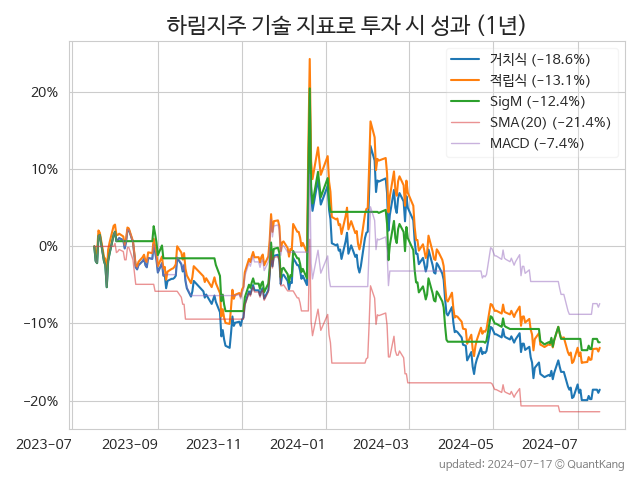 하림지주 기술 지표로 투자 시 성과 (1년)
거치식 (−18.6%)
적립식 (−13.1%)
SigM (−12.4%)
SMA(20) (−21.4%)
MACD (−7.4%)
20%
10%
0%
−10%
−20%
2023-07 2023-09 2023-11 2024-01 2024-03 2024-05 2024-07
updated: 2024-07-17 © QuantKang